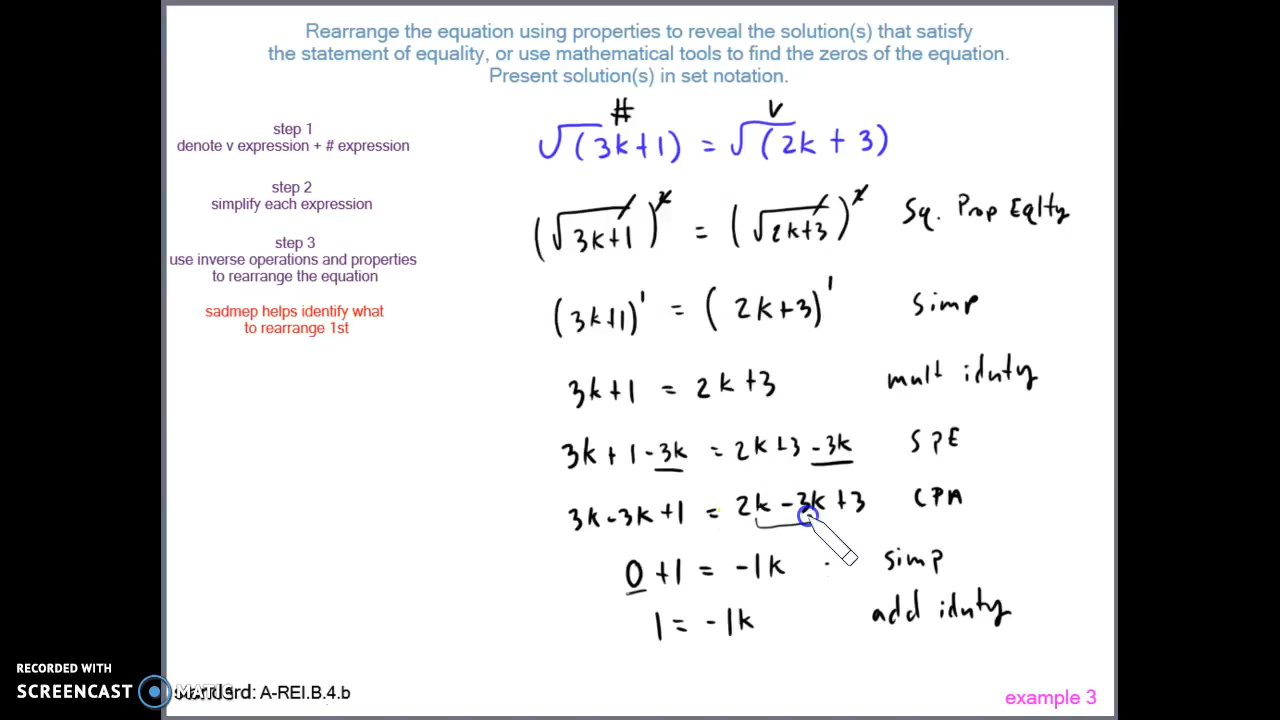 Rearrange the equation using properties to reveal the solution(s) that satisfy
the statement of equality, or use mathematical tools to find the zeros of the equation.
Present solution(s) in set notation.
step 1
denote v expression + # expression
step 2
simplify each expression
step 3
use inverse operations and properties
to rearrange the equation
sadmep helps identify what
to rearrange 1st
# v
√(3k+1) = √(2k + 3)
(√3k+1)² = (√2k+3)² Sq. Prop Eqlty
(3k+1)¹ = (2k+3)¹ simp
3k+1 = 2k+3 mult idnty
3k+1-3k = 2k+3-3k SPE
3k-3k+1 = 2k-3k+3 CPA
0+1 = -1k simp
1 = -1k add idnty
RECORDED WITH
SCREENCAST MATIC
A-REI.B.4.b
example 3